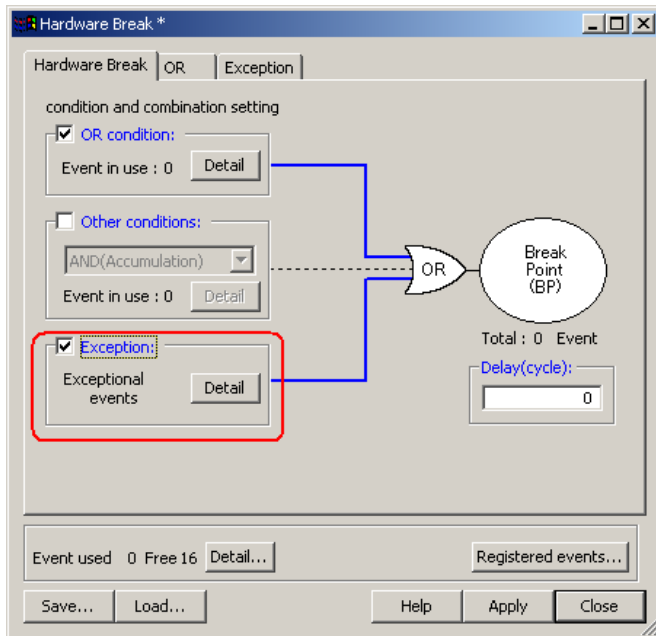 Hardware Break *
Hardware Break OR Exception
condition and combination setting
OR condition:
Event in use : 0 Detail
Other conditions:
AND(Accumulation)
Event in use : 0 Detail
Exception:
Exceptional
events
Detail
OR
Break
Point
(BP)
Total : 0 Event
Delay(cycle):
0
Event used 0 Free 16 Detail... Registered events...
Save... Load... Help Apply Close